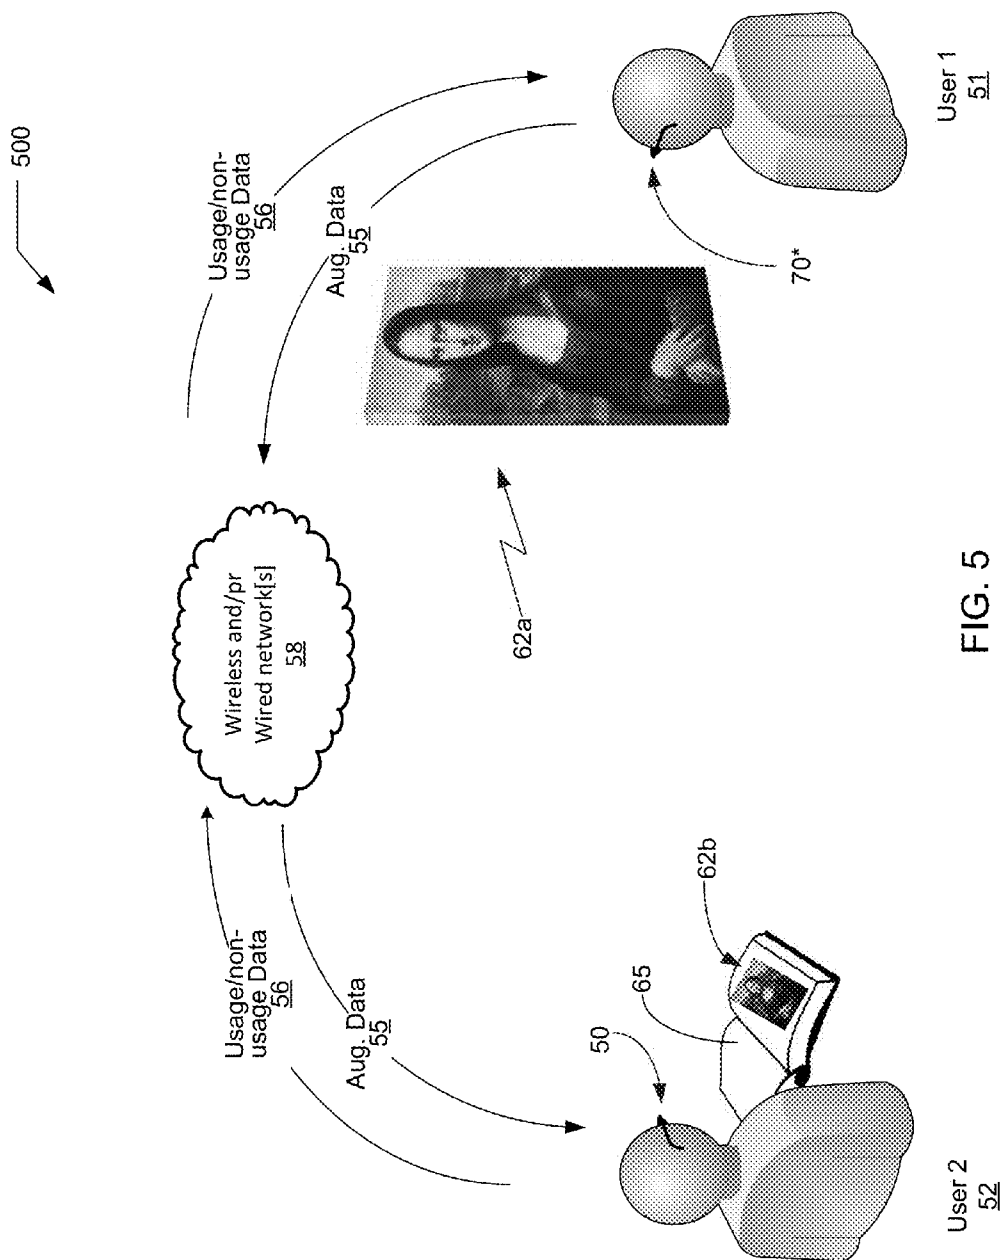 500
Usage/non-
usage Data
56
Aug. Data
55
Wireless and/pr
Wired network[s]
58
Usage/non-
usage Data
56
Aug. Data
55
62a
70*
User 1
51
50
65
62b
User 2
52
FIG. 5